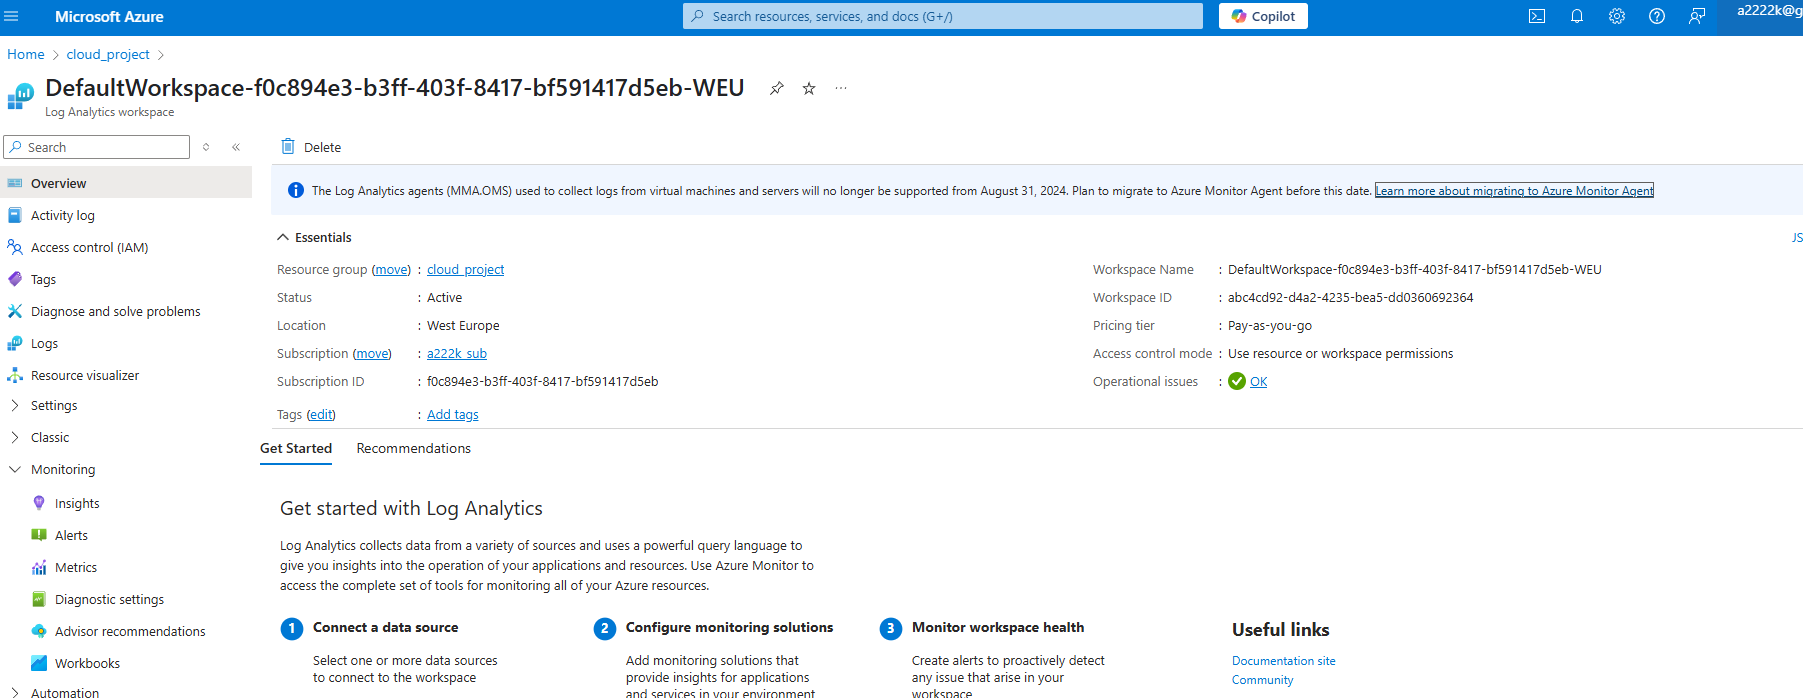 Microsoft Azure
Search resources, services, and docs (G+/)
Copilot
a2222k@g
Home > cloud_project >
DefaultWorkspace-f0c894e3-b3ff-403f-8417-bf591417d5eb-WEU
Log Analytics workspace
Search
Delete
Overview
Activity log
Access control (IAM)
Tags
Diagnose and solve problems
Logs
Resource visualizer
Settings
Classic
Monitoring
Insights
Alerts
Metrics
Diagnostic settings
Advisor recommendations
Workbooks
Automation
The Log Analytics agents (MMA.OMS) used to collect logs from virtual machines and servers will no longer be supported from August 31, 2024. Plan to migrate to Azure Monitor Agent before this date. Learn more about migrating to Azure Monitor Agent
Essentials
JS
Resource group (move) : cloud_project
Status : Active
Location : West Europe
Subscription (move) : a222k_sub
Subscription ID : f0c894e3-b3ff-403f-8417-bf591417d5eb
Tags (edit) : Add tags
Workspace Name : DefaultWorkspace-f0c894e3-b3ff-403f-8417-bf591417d5eb-WEU
Workspace ID : abc4cd92-d4a2-4235-bea5-dd0360692364
Pricing tier : Pay-as-you-go
Access control mode : Use resource or workspace permissions
Operational issues : OK
Get Started
Recommendations
Get started with Log Analytics
Log Analytics collects data from a variety of sources and uses a powerful query language to
give you insights into the operation of your applications and resources. Use Azure Monitor to
access the complete set of tools for monitoring all of your Azure resources.
1 Connect a data source
Select one or more data sources
to connect to the workspace
2 Configure monitoring solutions
Add monitoring solutions that
provide insights for applications
and services in your environment
3 Monitor workspace health
Create alerts to proactively detect
any issue that arise in your
workspace
Useful links
Documentation site
Community